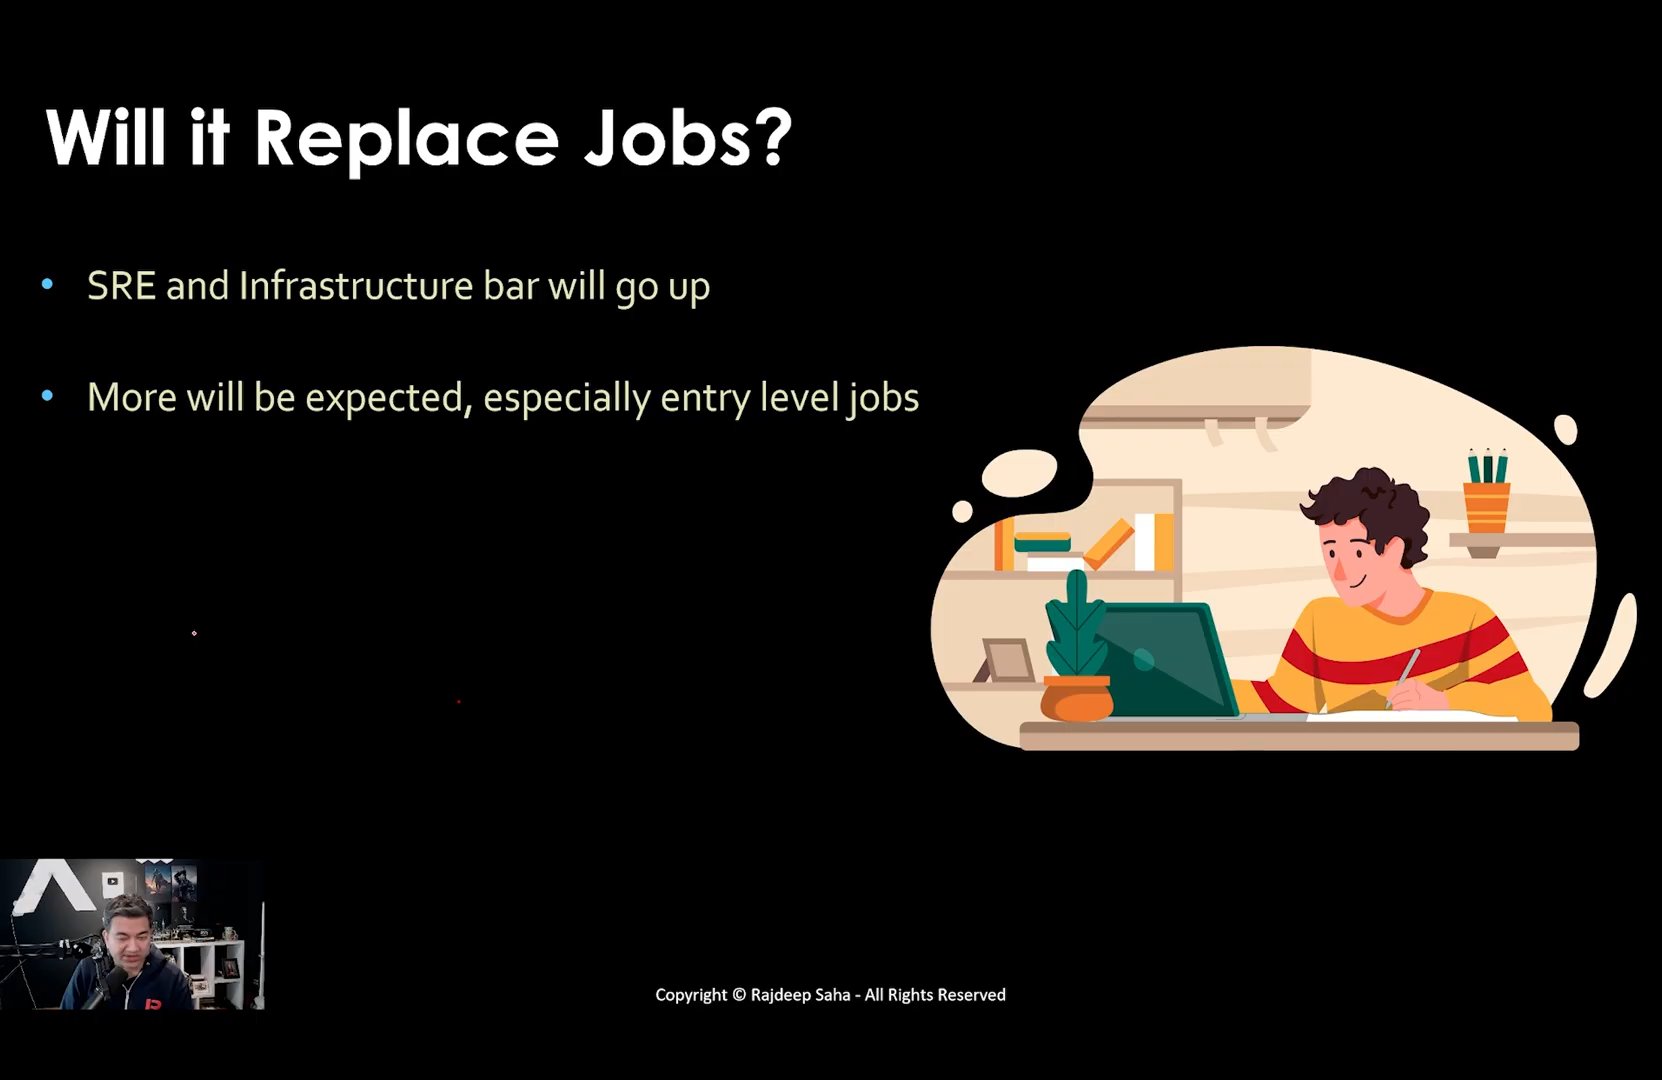 Will it Replace Jobs?
• SRE and Infrastructure bar will go up
• More will be expected, especially entry level jobs
Copyright © Rajdeep Saha - All Rights Reserved